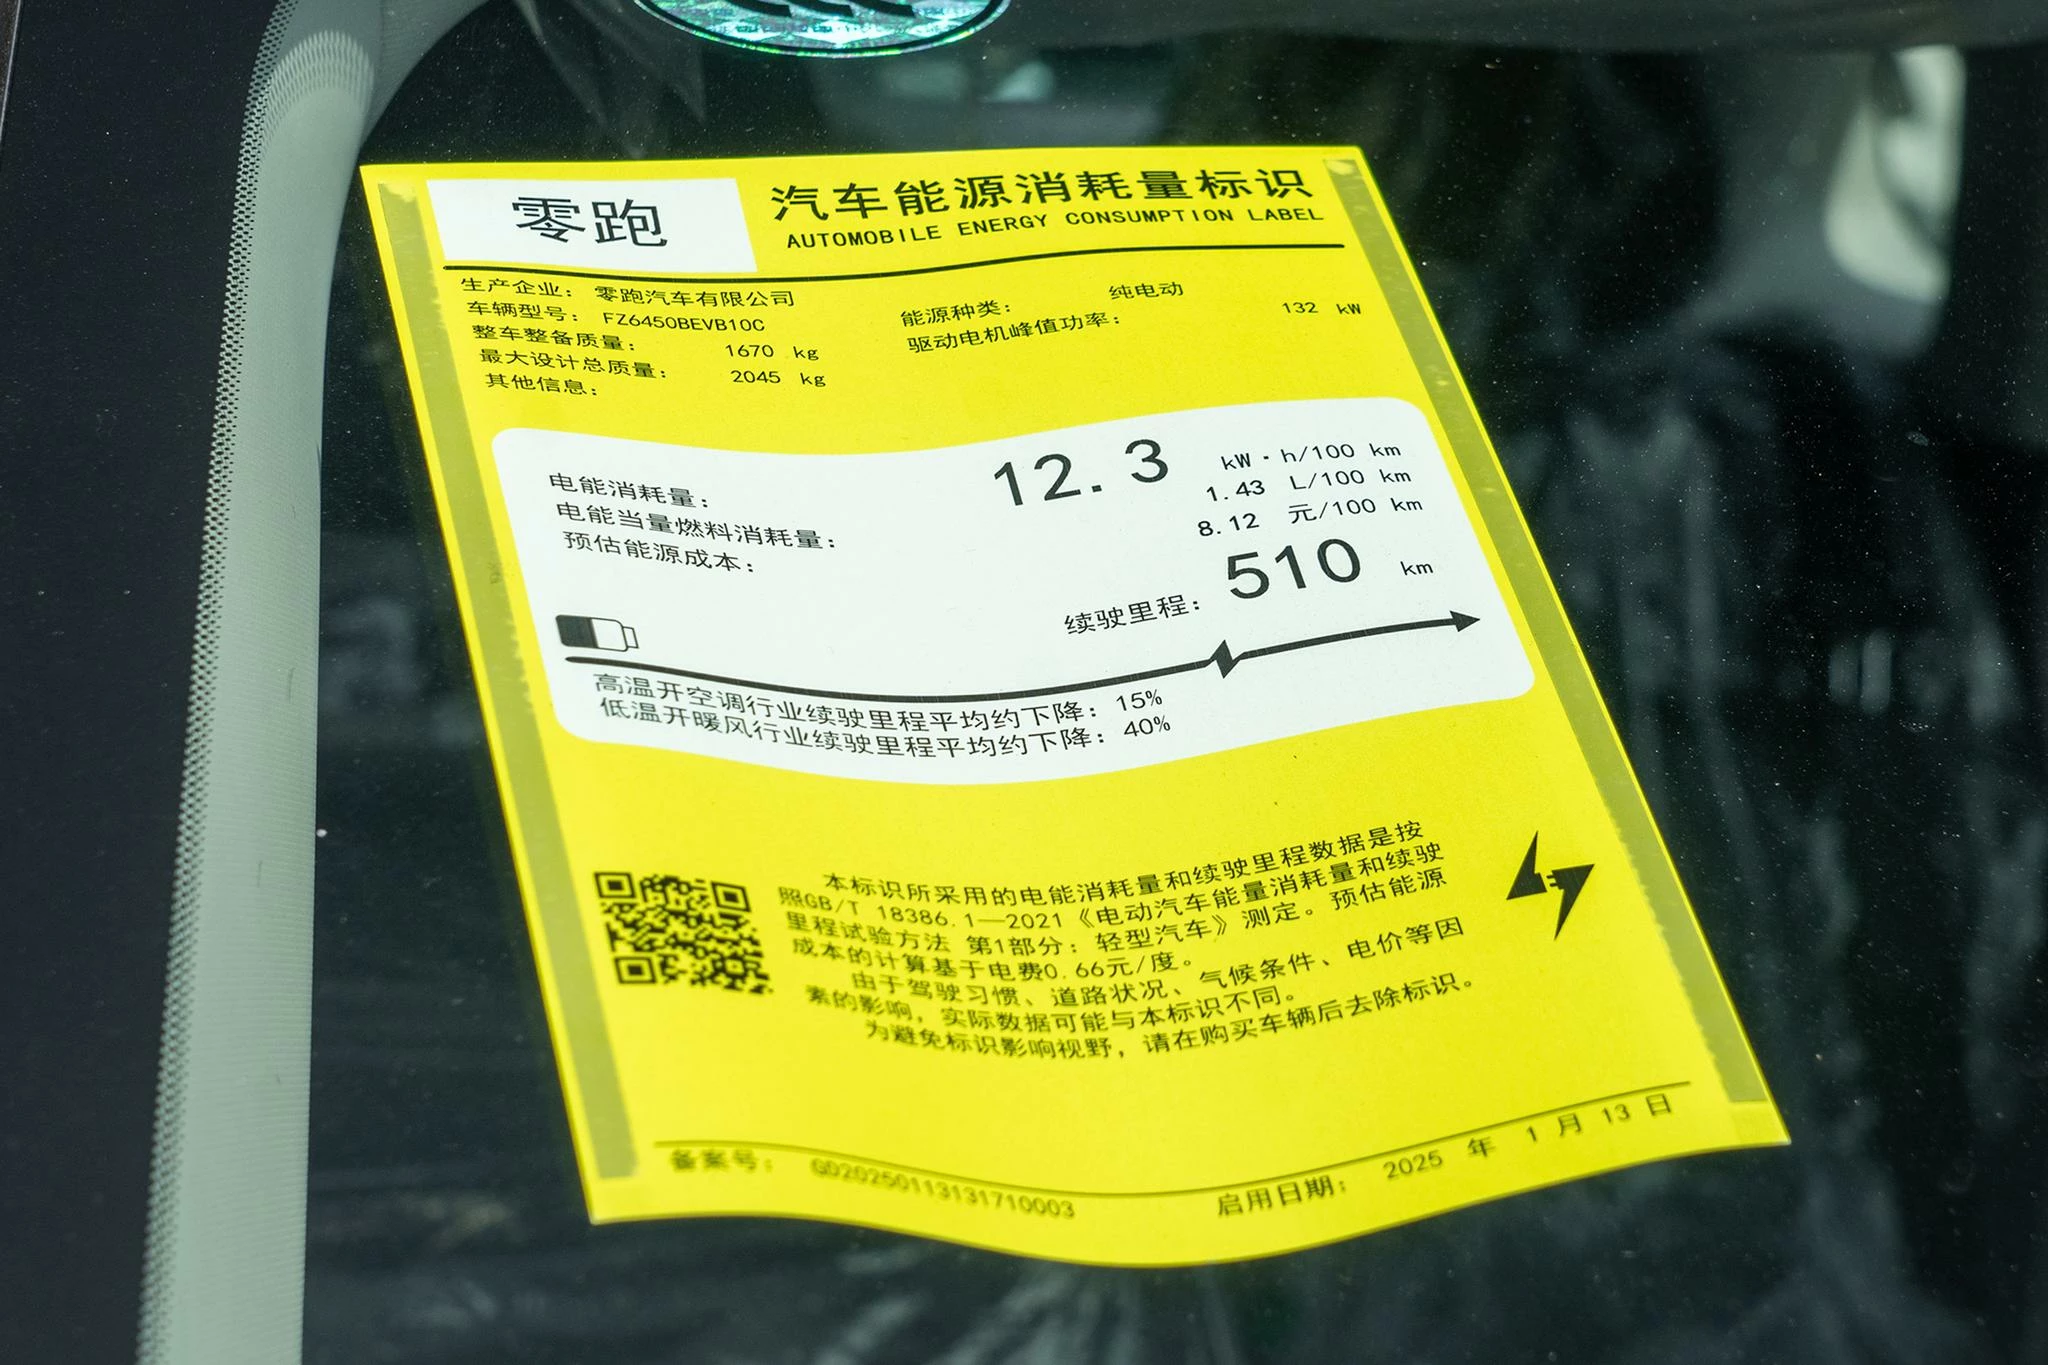 零跑
汽车能源消耗量标识
AUTOMOBILE ENERGY CONSUMPTION LABEL
生产企业: 零跑汽车有限公司
车辆型号: FZ6450BEVB10C
整车整备质量: 1670 kg
最大设计总质量: 2045 kg
其他信息:
能源种类: 纯电动
驱动电机峰值功率: 132 kW
电能消耗量: 12.3 kW·h/100 km
电能当量燃料消耗量: 1.43 L/100 km
预估能源成本: 8.12 元/100 km
续驶里程: 510 km
高温开空调行业续驶里程平均约下降: 15%
低温开暖风行业续驶里程平均约下降: 40%
本标识所采用的电能消耗量和续驶里程数据是按
照GB/T 18386.1—2021《电动汽车能量消耗量和续驶
里程试验方法 第1部分: 轻型汽车》测定。预估能源
成本的计算基于电费0.66元/度。
由于驾驶习惯、道路状况、气候条件、电价等因
素的影响，实际数据可能与本标识不同。
为避免标识影响视野，请在购买车辆后去除标识。
备案号: GD20250113131710003
启用日期: 2025 年 1 月 13 日